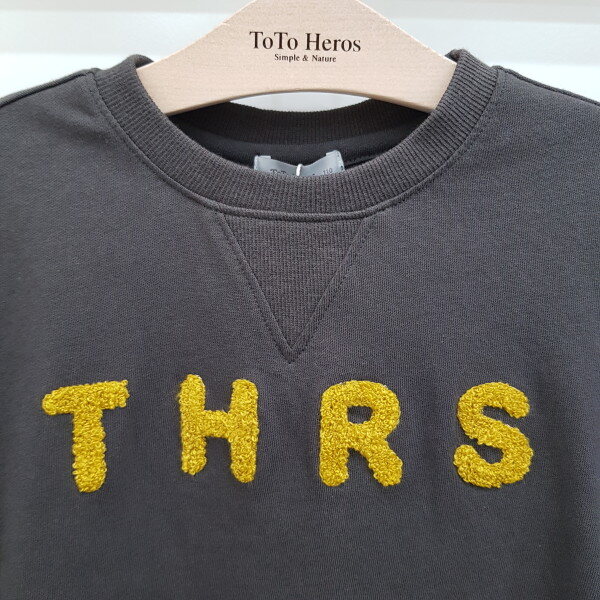 ToTo Heros
Simple & Nature
THRS